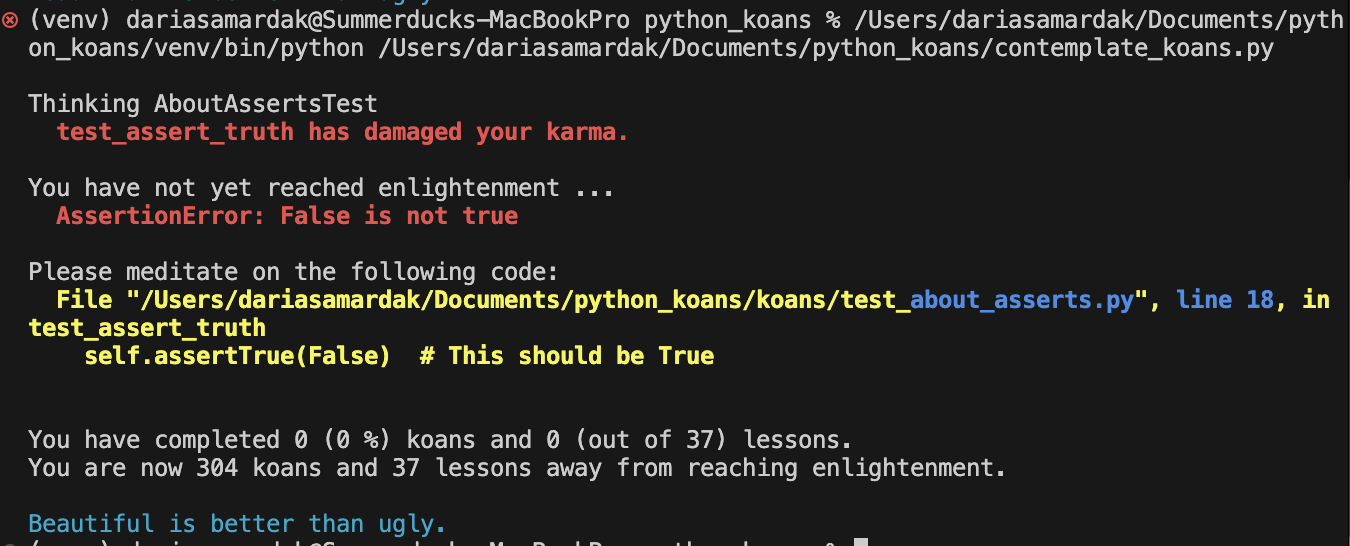 (venv) dariasamardak@Summerducks-MacBookPro python_koans % /Users/dariasamardak/Documents/pyth
on_koans/venv/bin/python /Users/dariasamardak/Documents/python_koans/contemplate_koans.py
Thinking AboutAssertsTest
test_assert_truth has damaged your karma.
You have not yet reached enlightenment ...
AssertionError: False is not true
Please meditate on the following code:
File "/Users/dariasamardak/Documents/python_koans/koans/test_about_asserts.py", line 18, in
test_assert_truth
self.assertTrue(False)  # This should be True
You have completed 0 (0 %) koans and 0 (out of 37) lessons.
You are now 304 koans and 37 lessons away from reaching enlightenment.
Beautiful is better than ugly.